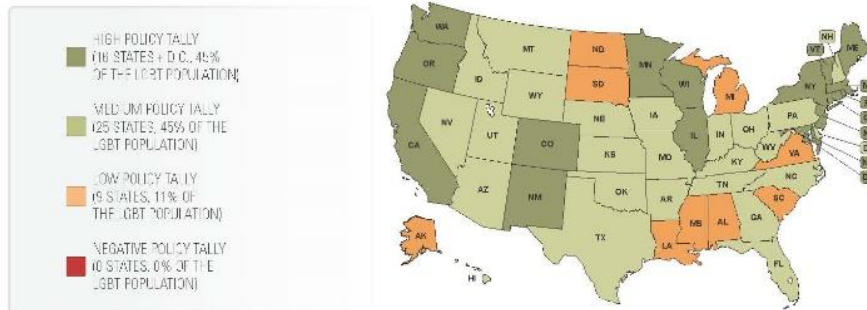 HIGH POLICY TALLY
(16 STATES + D.C., 45%
OF THE LGBT POPULATION)
MEDIUM POLICY TALLY
(25 STATES, 45% OF THE
LGBT POPULATION)
LOW POLICY TALLY
(9 STATES, 11% OF
THE LGBT POPULATION)
NEGATIVE POLICY TALLY
(0 STATES, 0% OF THE
LGBT POPULATION)
WA
OR
CA
ID
NV
MT
WY
UT
AZ
CO
NM
ND
SD
NE
KS
OK
TX
MN
IA
MO
AR
LA
WI
IL
MS
MI
IN
OH
KY
TN
AL
WV
VA
NC
SC
GA
FL
PA
NY
VT
NH
ME
AK
HI